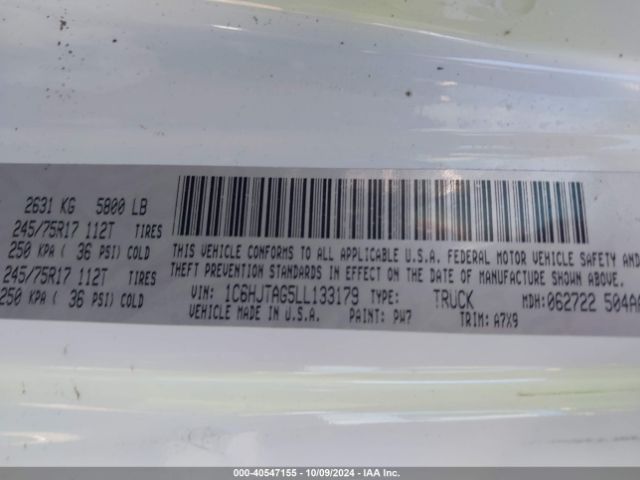 2631 KG 5800 LB
245/75R17 112T TIRES
250 KPA ( 36 PSI) COLD
245/75R17 112T TIRES
250 KPA ( 36 PSI) COLD
THIS VEHICLE CONFORMS TO ALL APPLICABLE U.S.A. FEDERAL MOTOR VEHICLE SAFETY AND
THEFT PREVENTION STANDARDS IN EFFECT ON THE DATE OF MANUFACTURE SHOWN ABOVE.
VIN: 1C6HJTAG5LL133179 TYPE: TRUCK MDH: 062722 504A
VEHICLE MADE IN U.S.A. PAINT: PW7 TRIM: A7X9
000-40547155 - 10/09/2024 - IAA Inc.